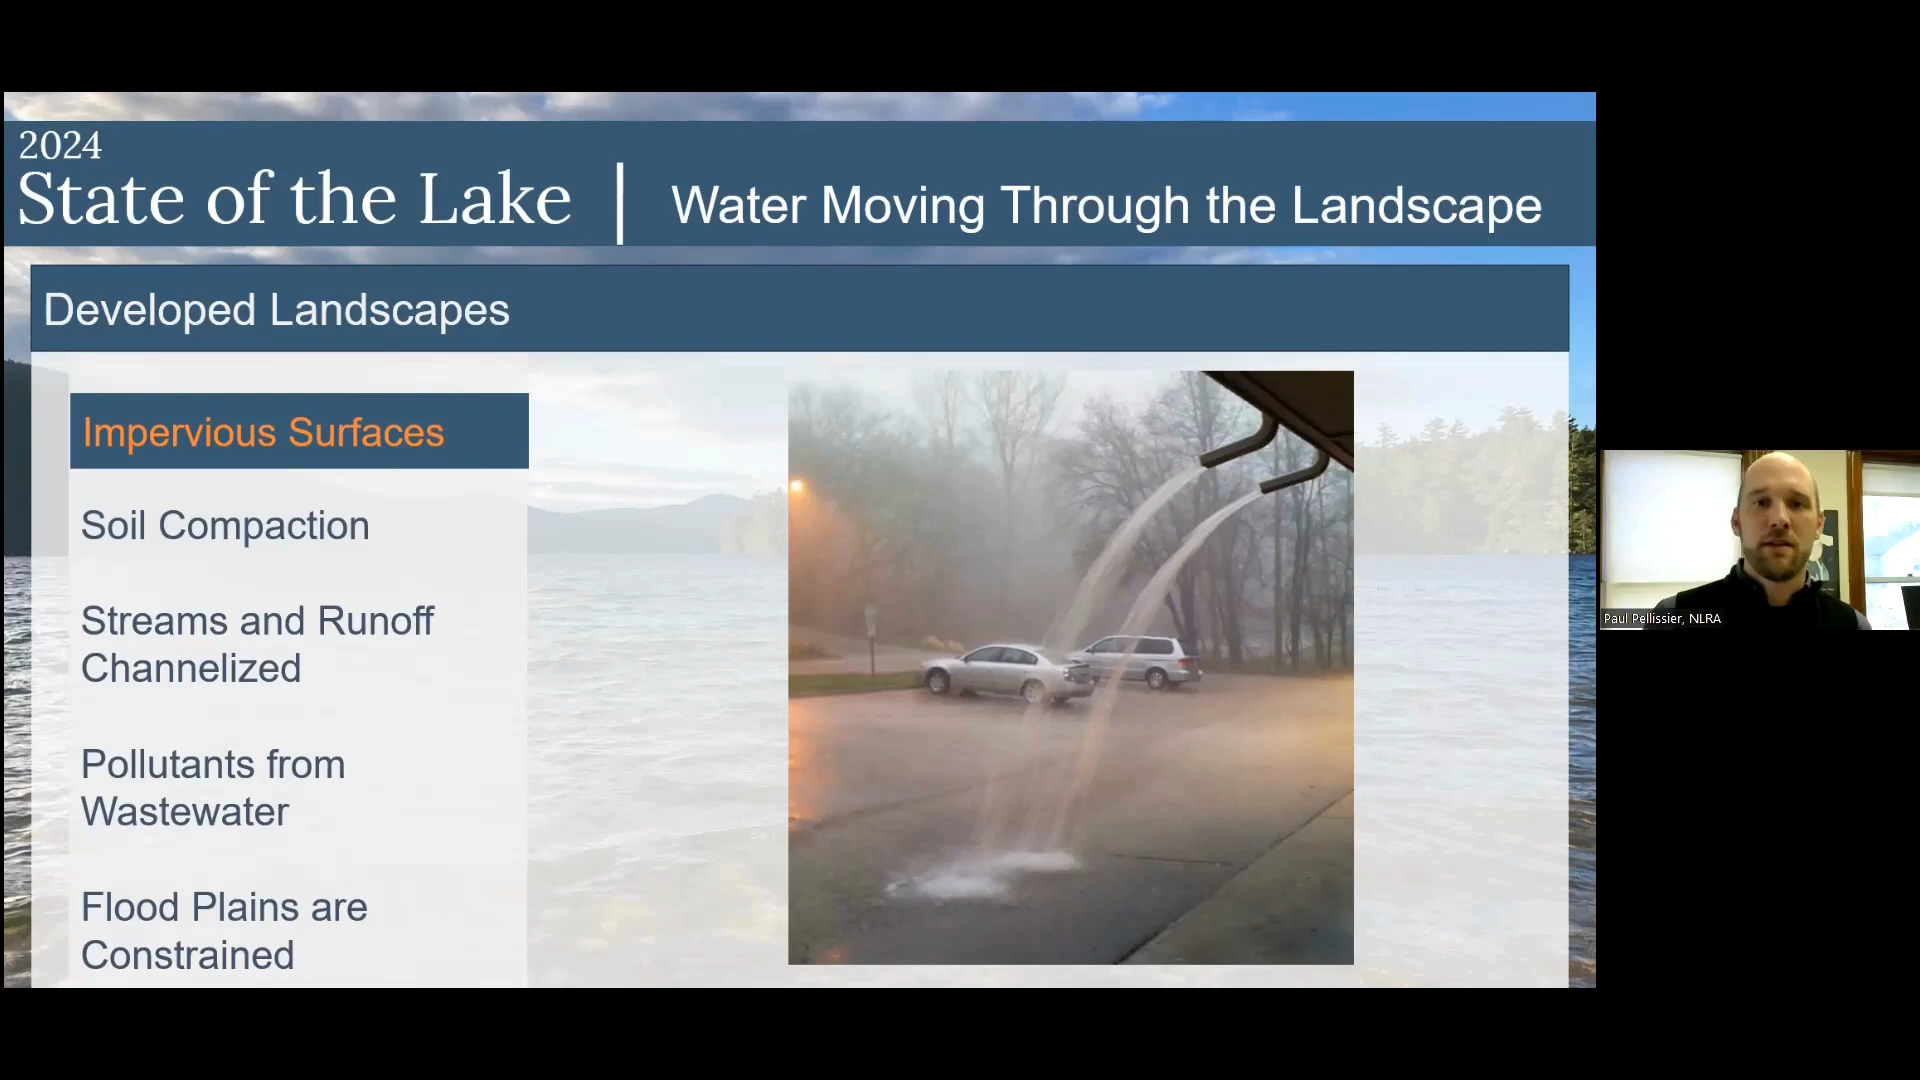 2024
State of the Lake
Water Moving Through the Landscape
Developed Landscapes
Impervious Surfaces
Soil Compaction
Streams and Runoff
Channelized
Pollutants from
Wastewater
Flood Plains are
Constrained
Paul Pellissier, NLRA